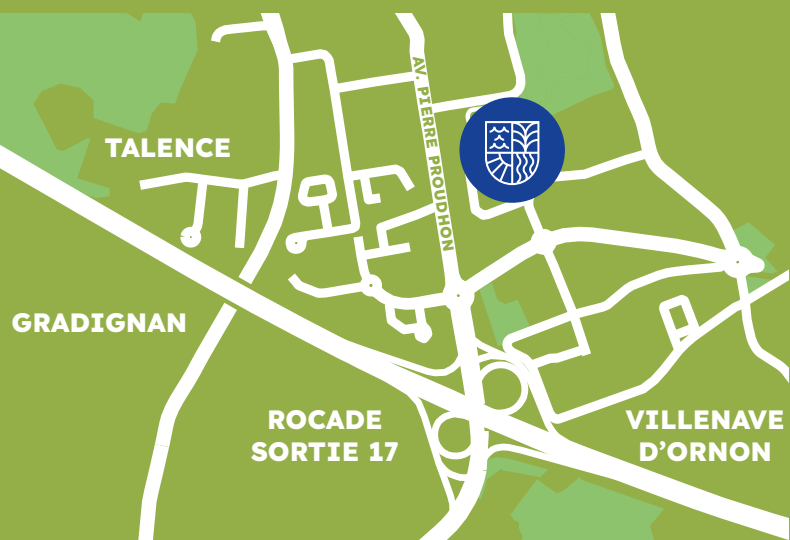 AV. PIERRE PROUDHON
TALENCE
GRADIGNAN
ROCADE
SORTIE 17
VILLENAVE
D’ORNON